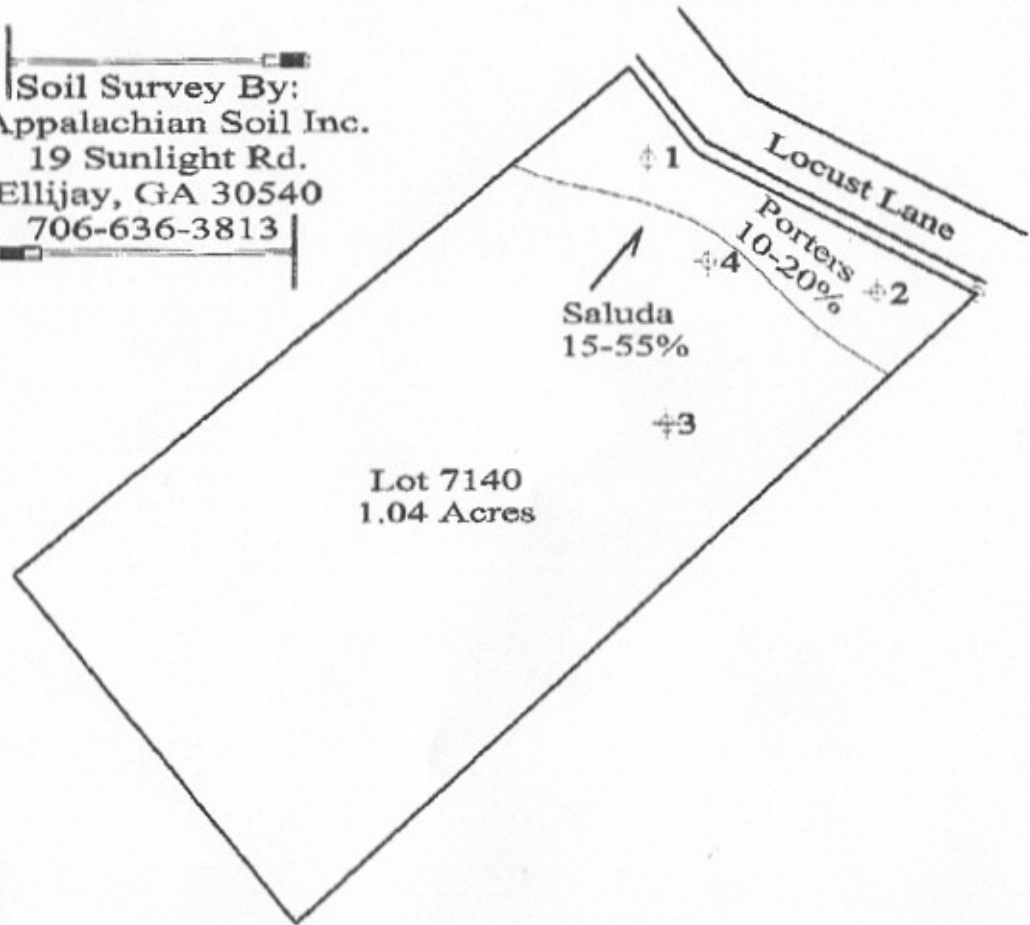 Soil Survey By:
Appalachian Soil Inc.
19 Sunlight Rd.
Ellijay, GA 30540
706-636-3813
Locust Lane
1
Porters
10-20%
2
4
Saluda
15-55%
3
Lot 7140
1.04 Acres